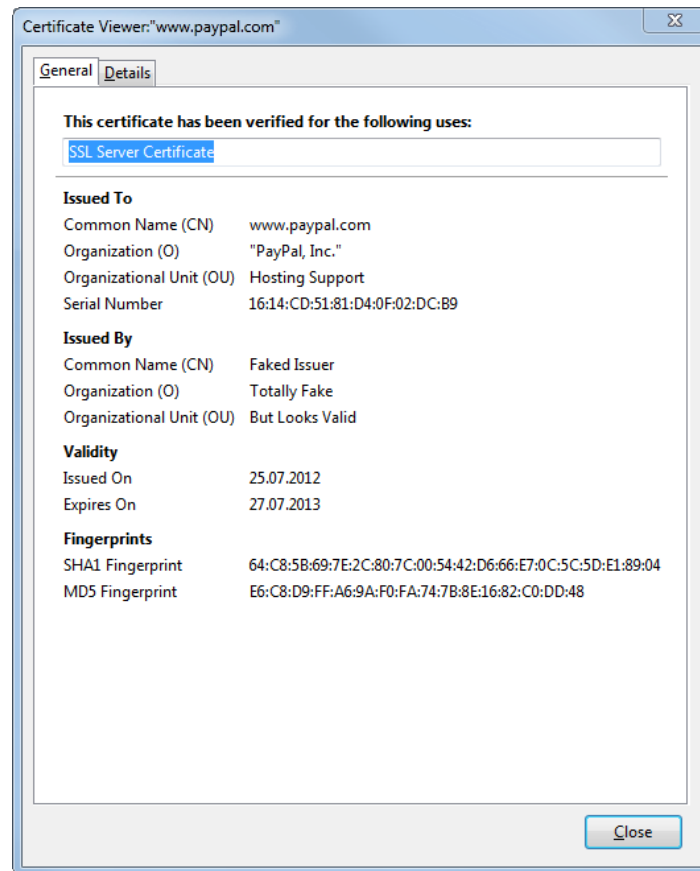 Certificate Viewer:"www.paypal.com"
General Details
This certificate has been verified for the following uses:
SSL Server Certificate
Issued To
Common Name (CN) www.paypal.com
Organization (O) "PayPal, Inc."
Organizational Unit (OU) Hosting Support
Serial Number 16:14:CD:51:81:D4:0F:02:DC:B9
Issued By
Common Name (CN) Faked Issuer
Organization (O) Totally Fake
Organizational Unit (OU) But Looks Valid
Validity
Issued On 25.07.2012
Expires On 27.07.2013
Fingerprints
SHA1 Fingerprint 64:C8:5B:69:7E:2C:80:7C:00:54:42:D6:66:E7:0C:5C:5D:E1:89:04
MD5 Fingerprint E6:C8:D9:FF:A6:9A:F0:FA:74:7B:8E:16:82:C0:DD:48
Close